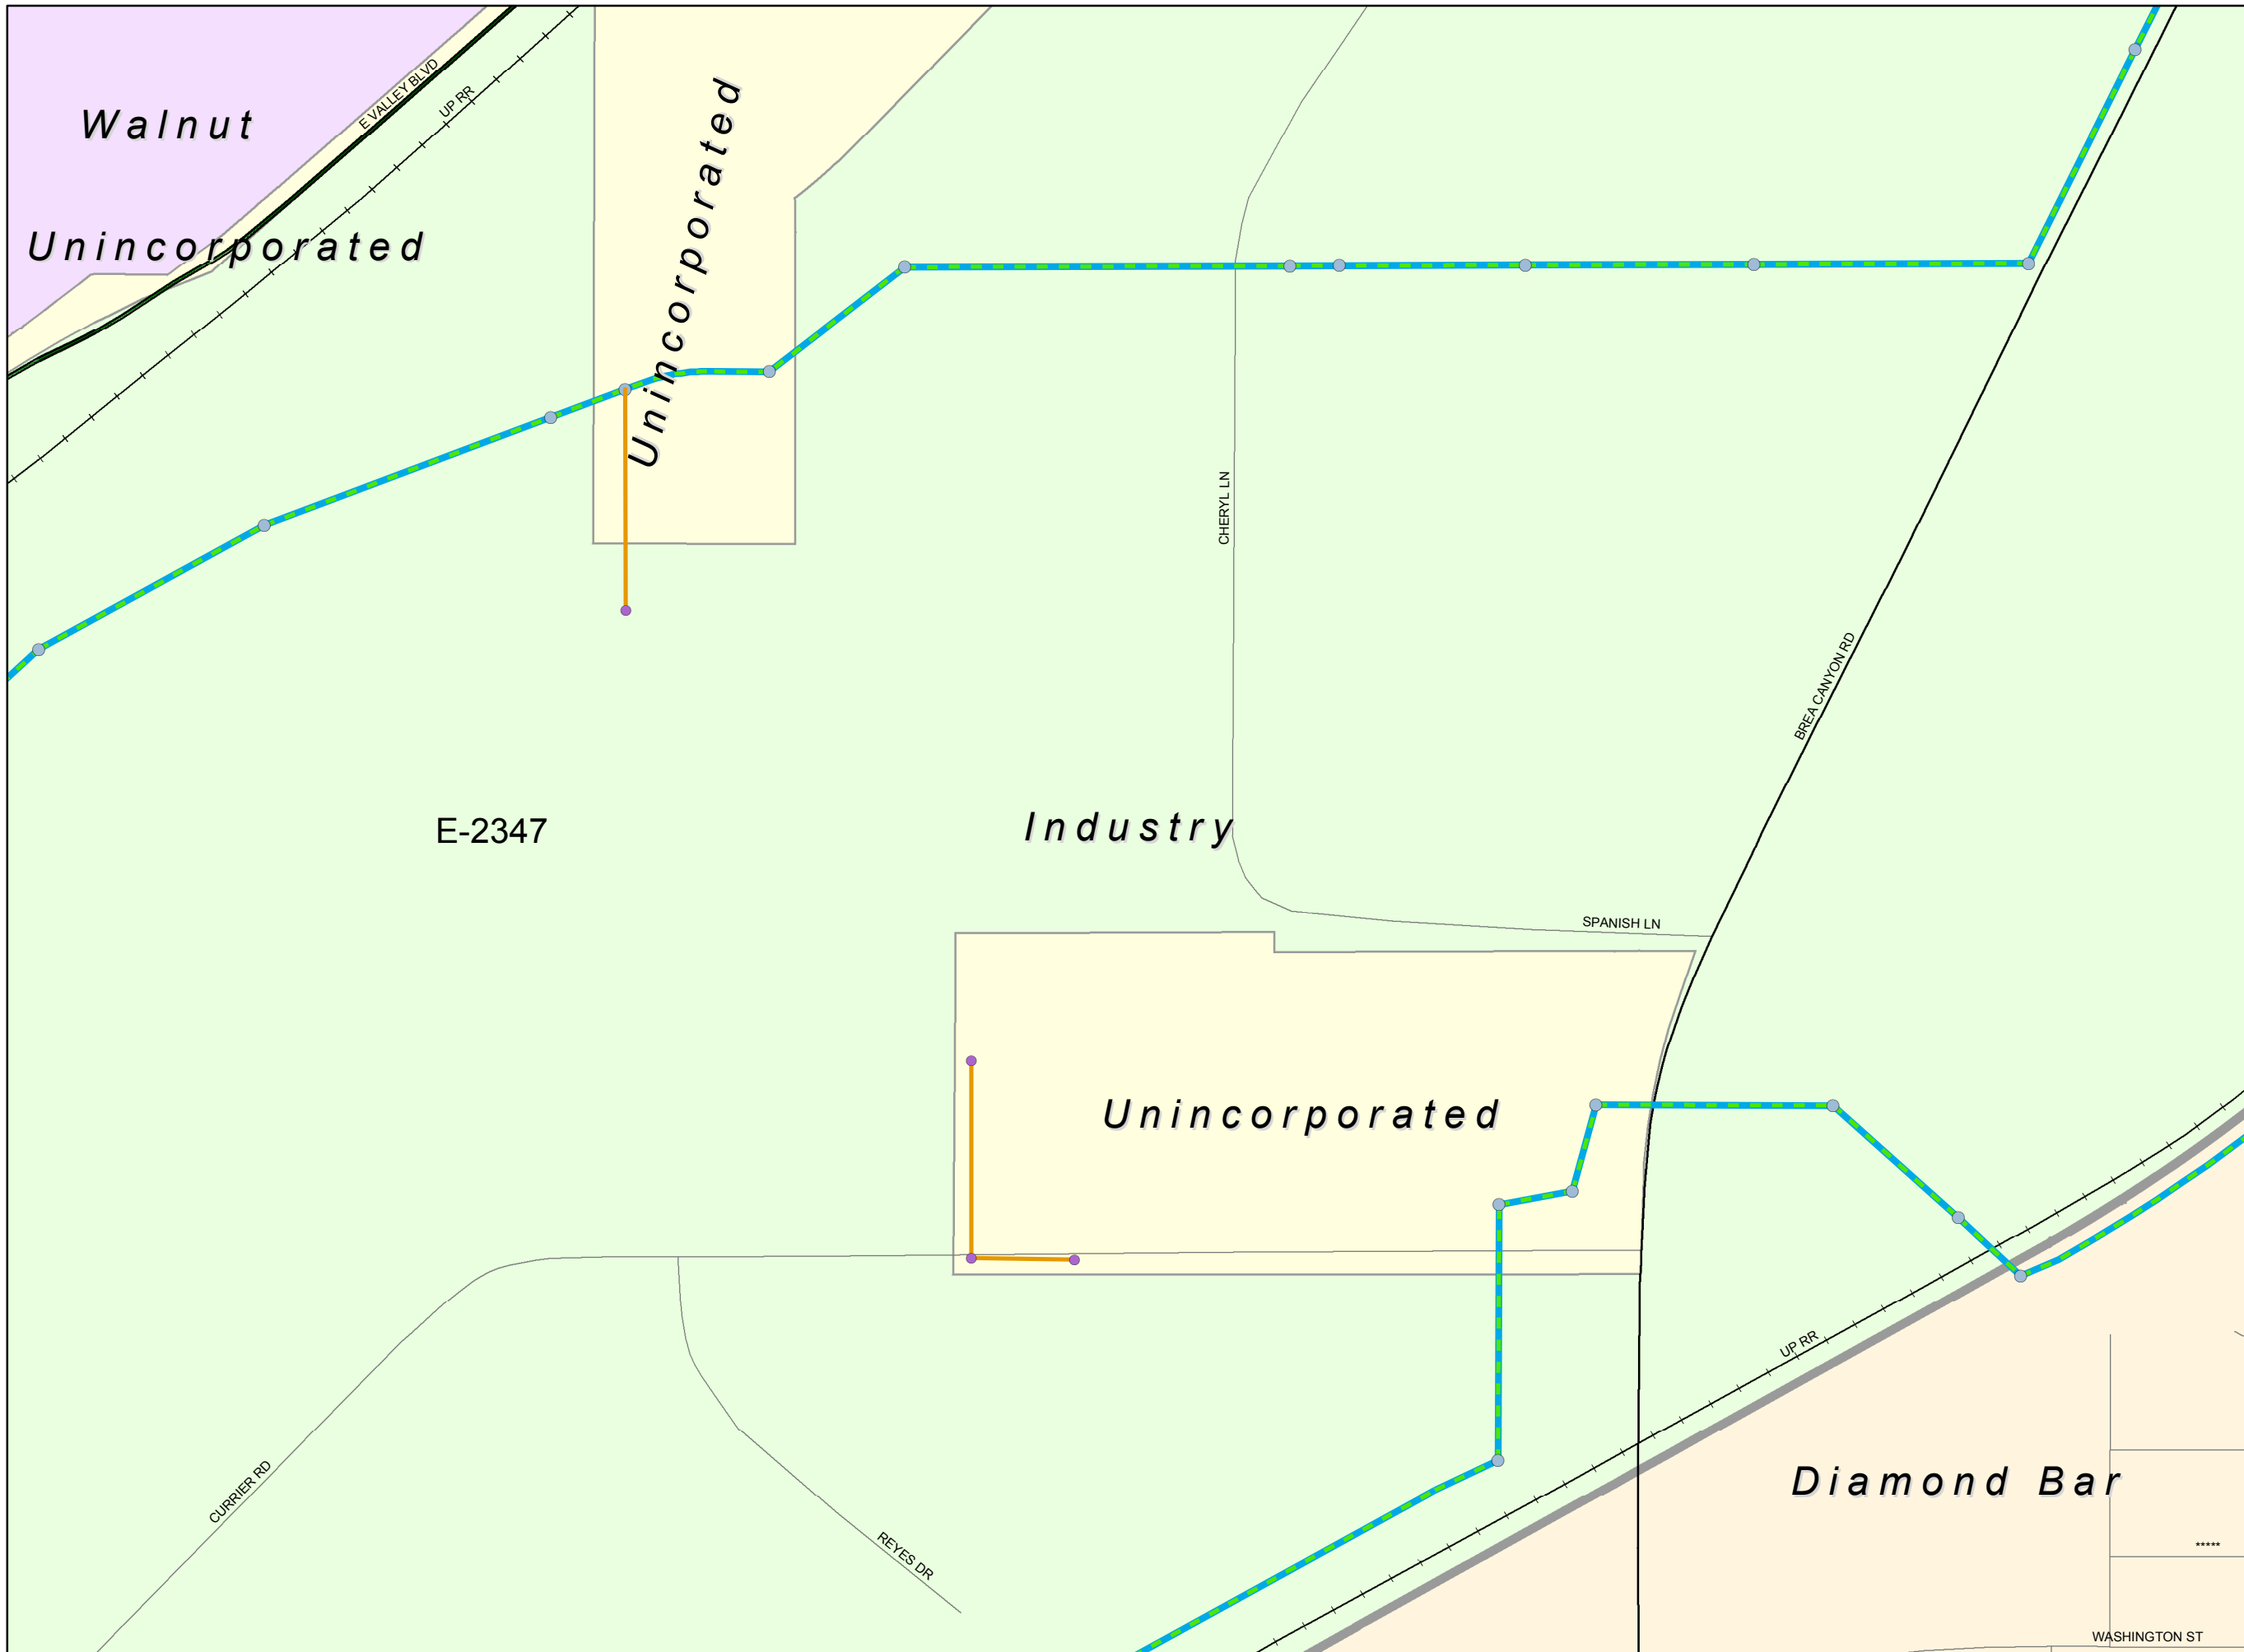 E VALLEY BLVD
UP RR
Walnut
Unincorporated
Unincorporated
CHERYL LN
BREA CANYON RD
E-2347
Industry
SPANISH LN
Unincorporated
UP RR
CURRIER RD
REYES DR
Diamond Bar
*****
WASHINGTON ST